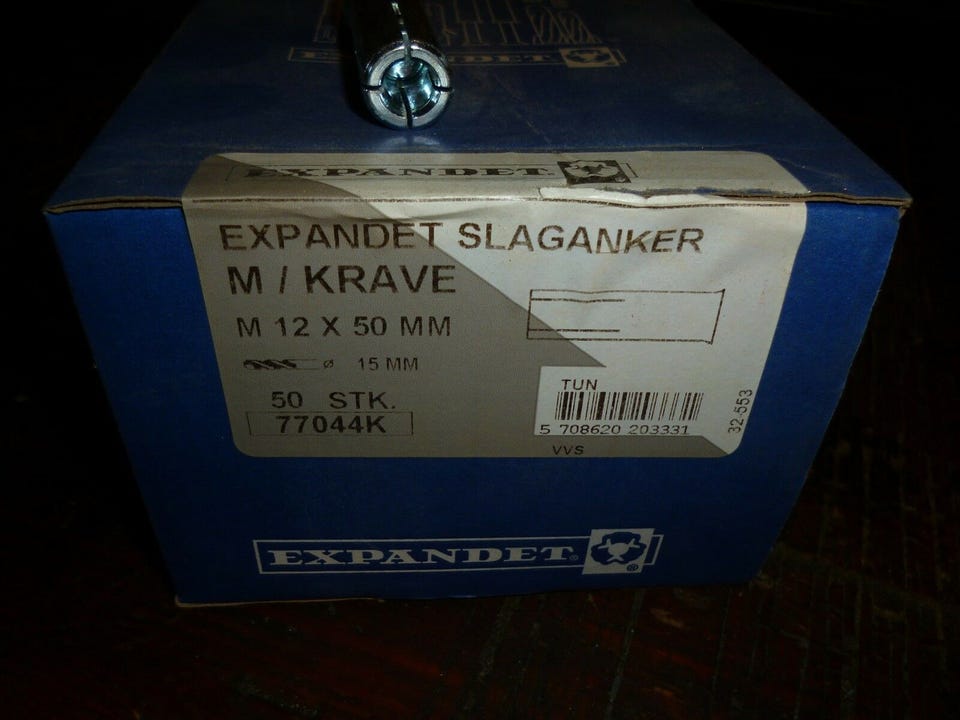 EXPANDET
EXPANDET
EXPANDET SLAGANKER
M / KRAVE
M 12 X 50 MM
ø 15 MM
50 STK.
77044K
TUN
5 708620 203331
32-553
VVS
EXPANDET®
®